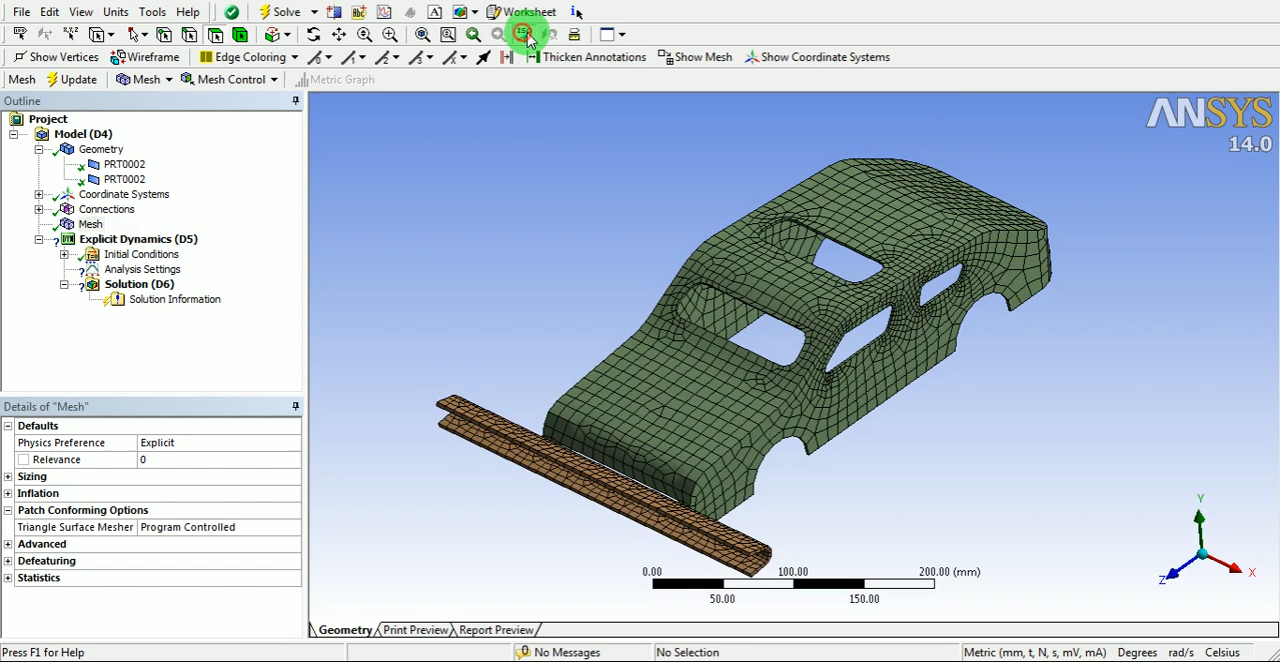 File Edit View Units Tools Help Solve Worksheet
Show Vertices Wireframe Edge Coloring Thicken Annotations Show Mesh Show Coordinate Systems
Mesh Update Mesh Mesh Control Metric Graph
Outline
Project
Model (D4)
Geometry
PRT0002
PRT0002
Coordinate Systems
Connections
Mesh
Explicit Dynamics (D5)
Initial Conditions
Analysis Settings
Solution (D6)
Solution Information
Details of "Mesh"
Defaults
Physics Preference Explicit
Relevance 0
Sizing
Inflation
Patch Conforming Options
Triangle Surface Mesher Program Controlled
Advanced
Defeaturing
Statistics
ANSYS
14.0
0.00 100.00 200.00 (mm)
50.00 150.00
Y
X
Z
Geometry Print Preview Report Preview
Press F1 for Help No Messages No Selection Metric (mm, t, N, s, mV, mA) Degrees rad/s Celsius